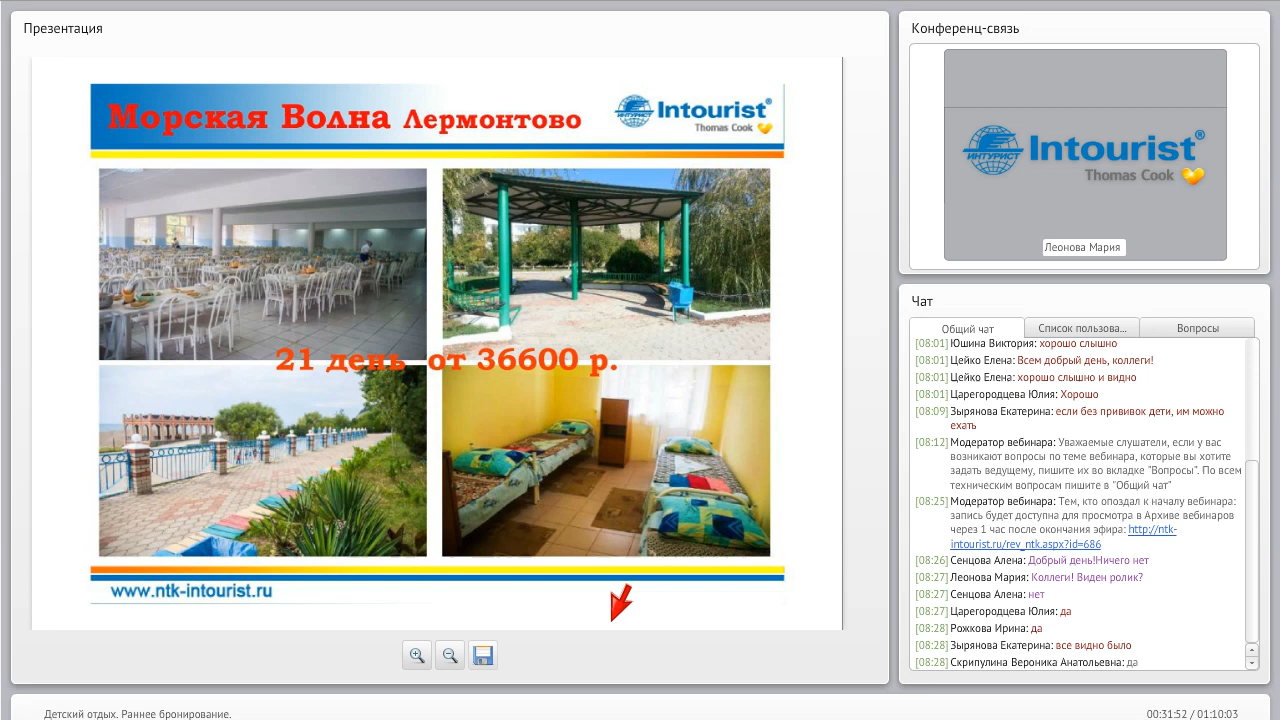 Презентация
Морская Волна Лермонтово
Intourist®
Thomas Cook
21 день от 36600 р.
www.ntk-intourist.ru
Конференц-связь
ИНТУРИСТ
Intourist®
Thomas Cook
Леонова Мария
Чат
Общий чат
Список пользова...
Вопросы
[08:01] Юшина Виктория: хорошо слышно
[08:01] Цейко Елена: Всем добрый день, коллеги!
[08:01] Цейко Елена: хорошо слышно и видно
[08:01] Царегородцева Юлия: Хорошо
[08:09] Зырянова Екатерина: если без прививок дети, им можно
ехать
[08:12] Модератор вебинара: Уважаемые слушатели, если у вас
возникают вопросы по теме вебинара, которые вы хотите
задать ведущему, пишите их во вкладке "Вопросы". По всем
техническим вопросам пишите в "Общий чат"
[08:25] Модератор вебинара: Тем, кто опоздал к началу вебинара:
запись будет доступна для просмотра в Архиве вебинаров
через 1 час после окончания эфира: http://ntk-
intourist.ru/rev_ntk.aspx?id=686
[08:26] Сенцова Алена: Добрый день!Ничего нет
[08:27] Леонова Мария: Коллеги! Виден ролик?
[08:27] Сенцова Алена: нет
[08:27] Царегородцева Юлия: да
[08:28] Рожкова Ирина: да
[08:28] Зырянова Екатерина: все видно было
[08:28] Скрипулина Вероника Анатольевна: да
Детский отдых. Раннее бронирование.
00:31:52 / 01:10:03